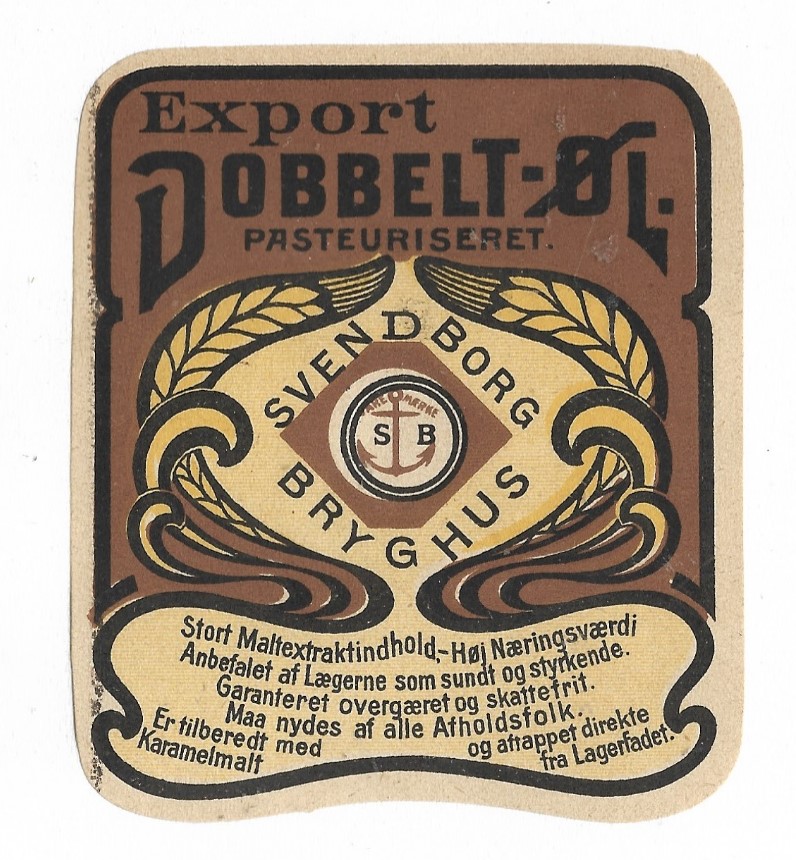 Export
DOBBELT-ØL.
PASTEURISERET.
SVENDBORG
MÆRKE
S B
BRYGHUS
Stort Maltextraktindhold,-Høj Næringsværdi
Anbefalet af Lægerne som sundt og styrkende.
Garanteret overgæret og skattefrit.
Maa nydes af alle Afholdsfolk.
Er tilberedt med
Karamelmalt
og aftappet direkte
fra Lagerfadet.